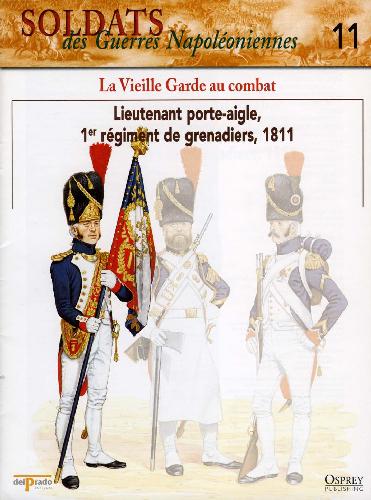 SOLDATS
des Guerres Napoléoniennes
11
La Vieille Garde au combat
Lieutenant porte-aigle,
1er régiment de grenadiers, 1811
delPrado
OSPREY
PUBLISHING